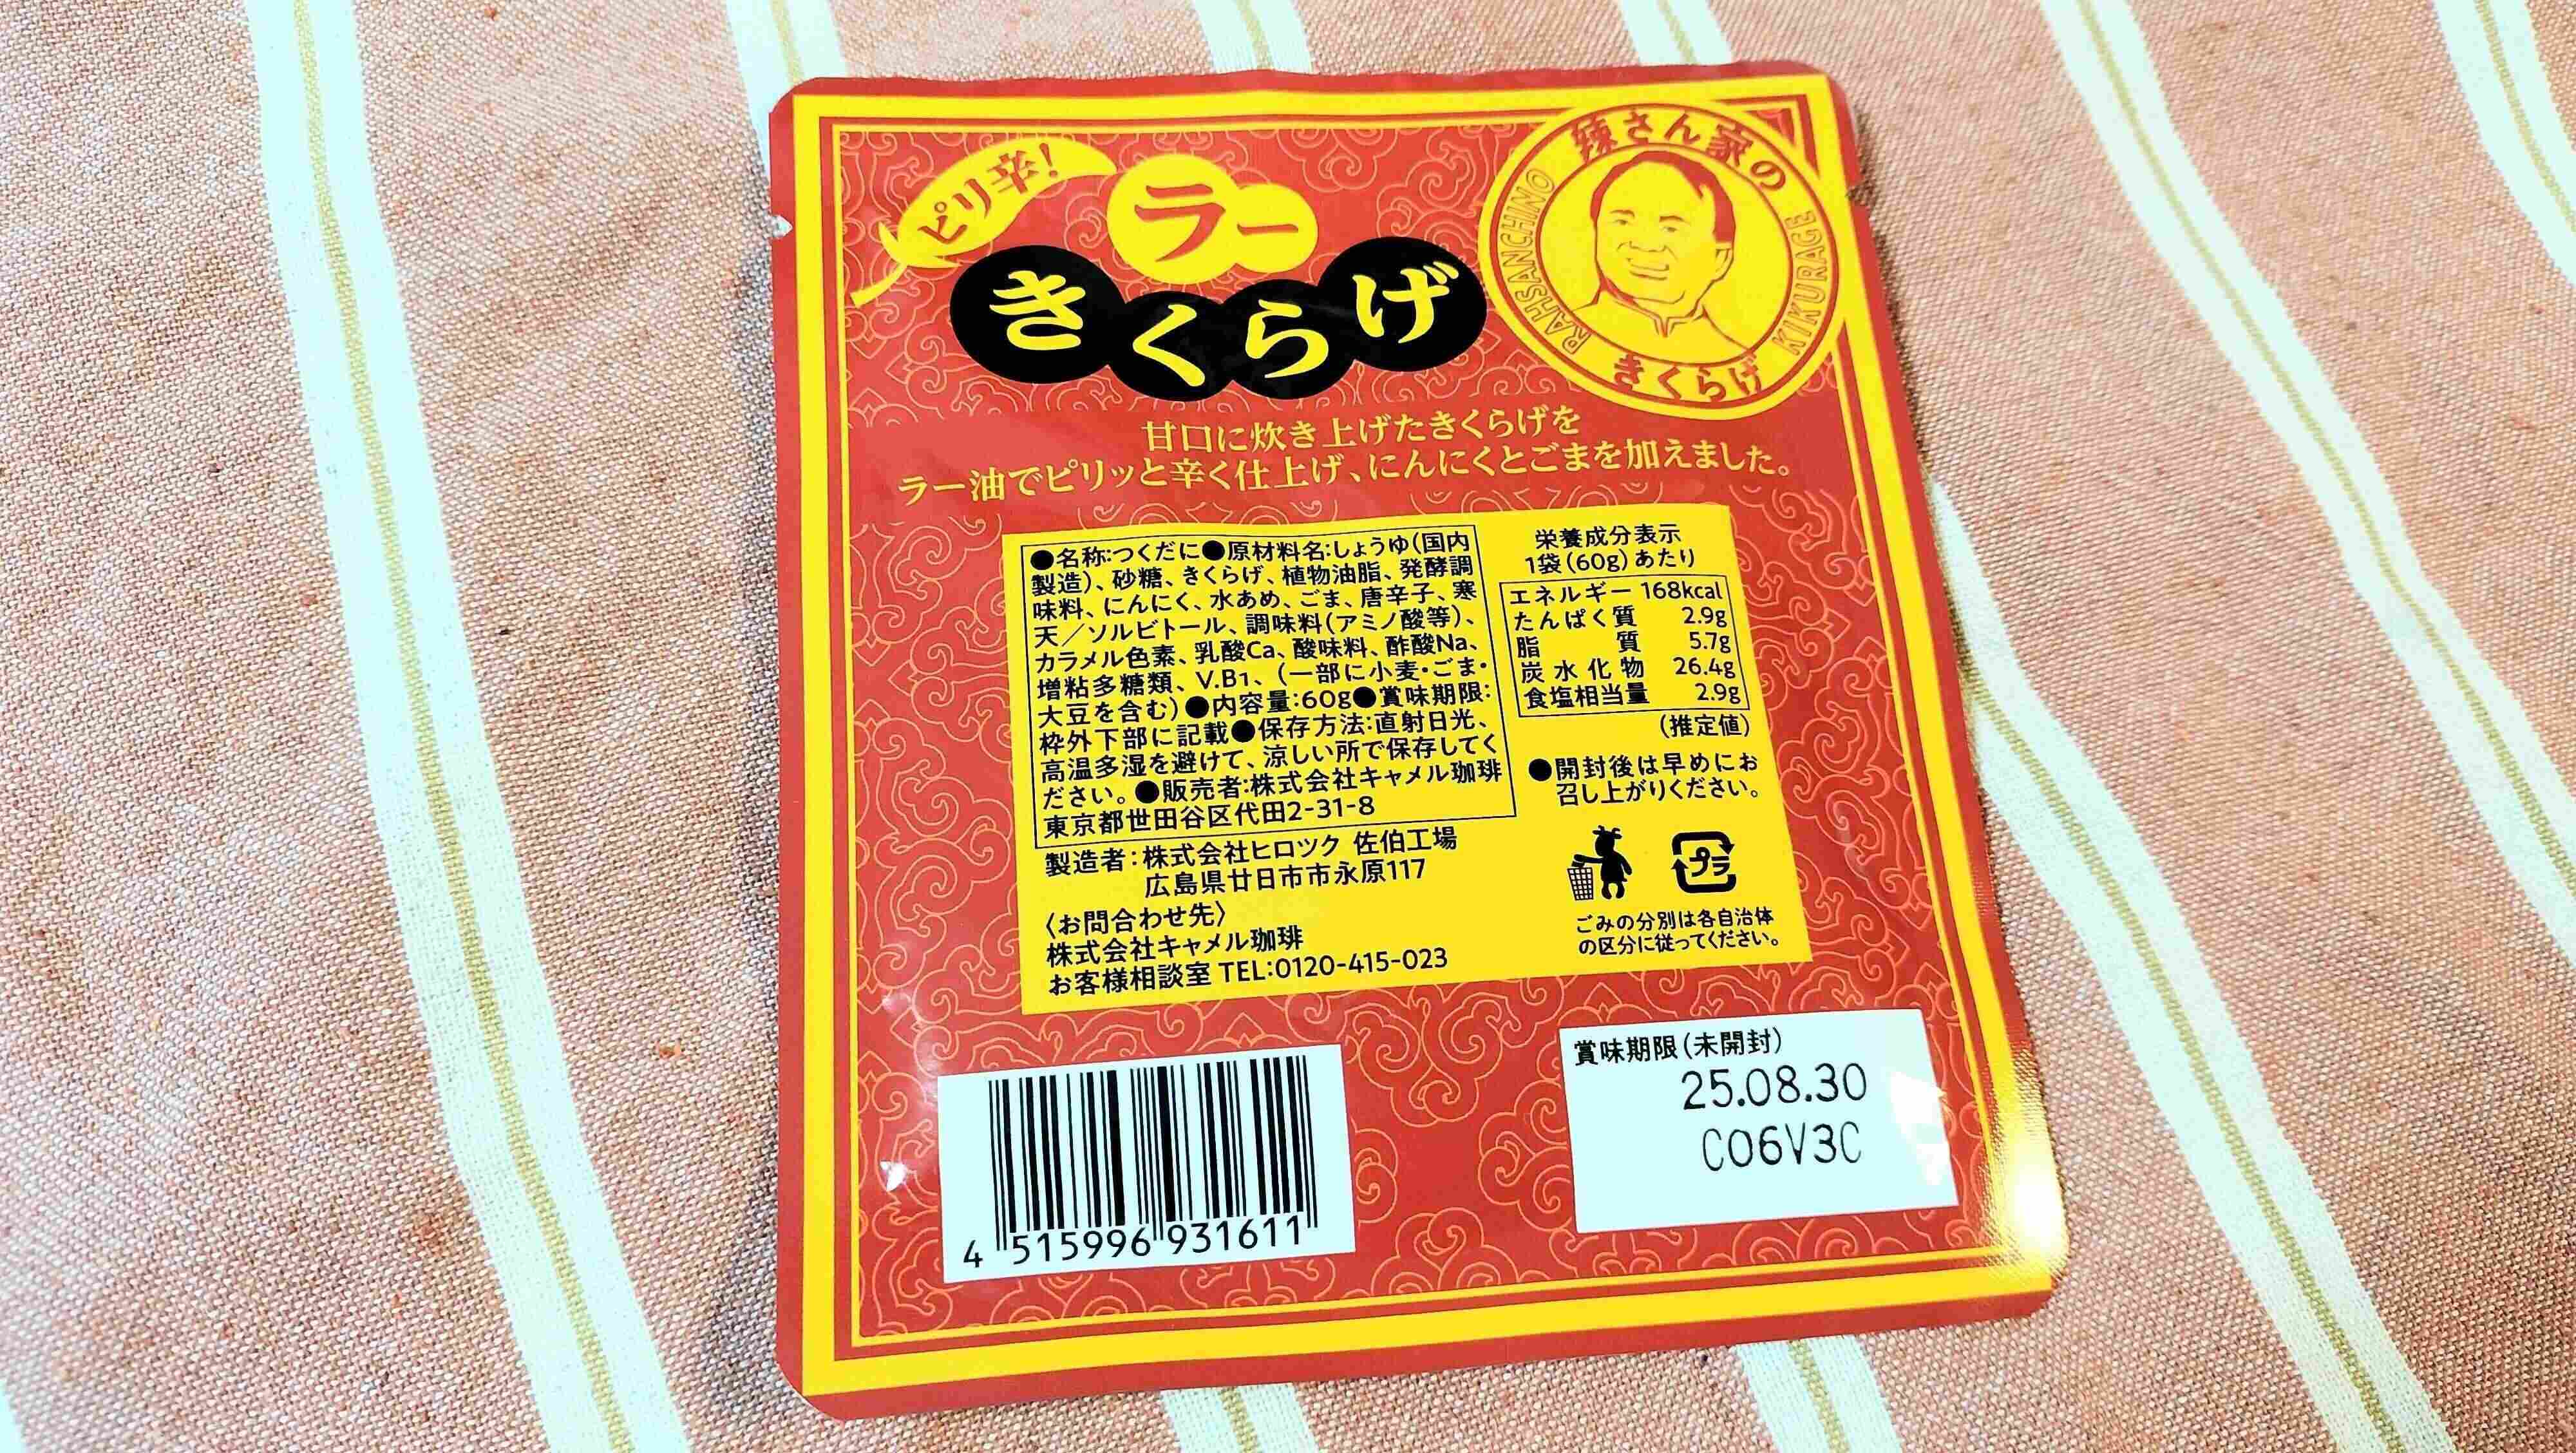 ピリ辛!
ラー
きくらげ
辣さん家の
RAHSANCHINO
KIKURAGE
きくらげ
甘口に炊き上げたきくらげを
ラー油でピリッと辛く仕上げ、にんにくとごまを加えました。
●名称:つくだに●原材料名:しょうゆ(国内
製造)、砂糖、きくらげ、植物油脂、発酵調
味料、にんにく、水あめ、ごま、唐辛子、寒
天/ソルビトール、調味料(アミノ酸等)、
カラメル色素、乳酸Ca、酸味料、酢酸Na、
増粘多糖類、V.B1、(一部に小麦・ごま・
大豆を含む)●内容量:60g●賞味期限:
枠外下部に記載●保存方法:直射日光、
高温多湿を避けて、涼しい所で保存してく
ださい。●販売者:株式会社キャメル珈琲
東京都世田谷区代田2-31-8
製造者:株式会社ヒロツク 佐伯工場
広島県廿日市市永原117
〈お問合わせ先〉
株式会社キャメル珈琲
お客様相談室 TEL:0120-415-023
栄養成分表示
1袋(60g)あたり
エネルギー 168kcal
たんぱく質 2.9g
脂質 5.7g
炭水化物 26.4g
食塩相当量 2.9g
(推定値)
●開封後は早めにお
召し上がりください。
プラ
ごみの分別は各自治体
の区分に従ってください。
4 515996 931611
賞味期限(未開封)
25.08.30
C06V3C